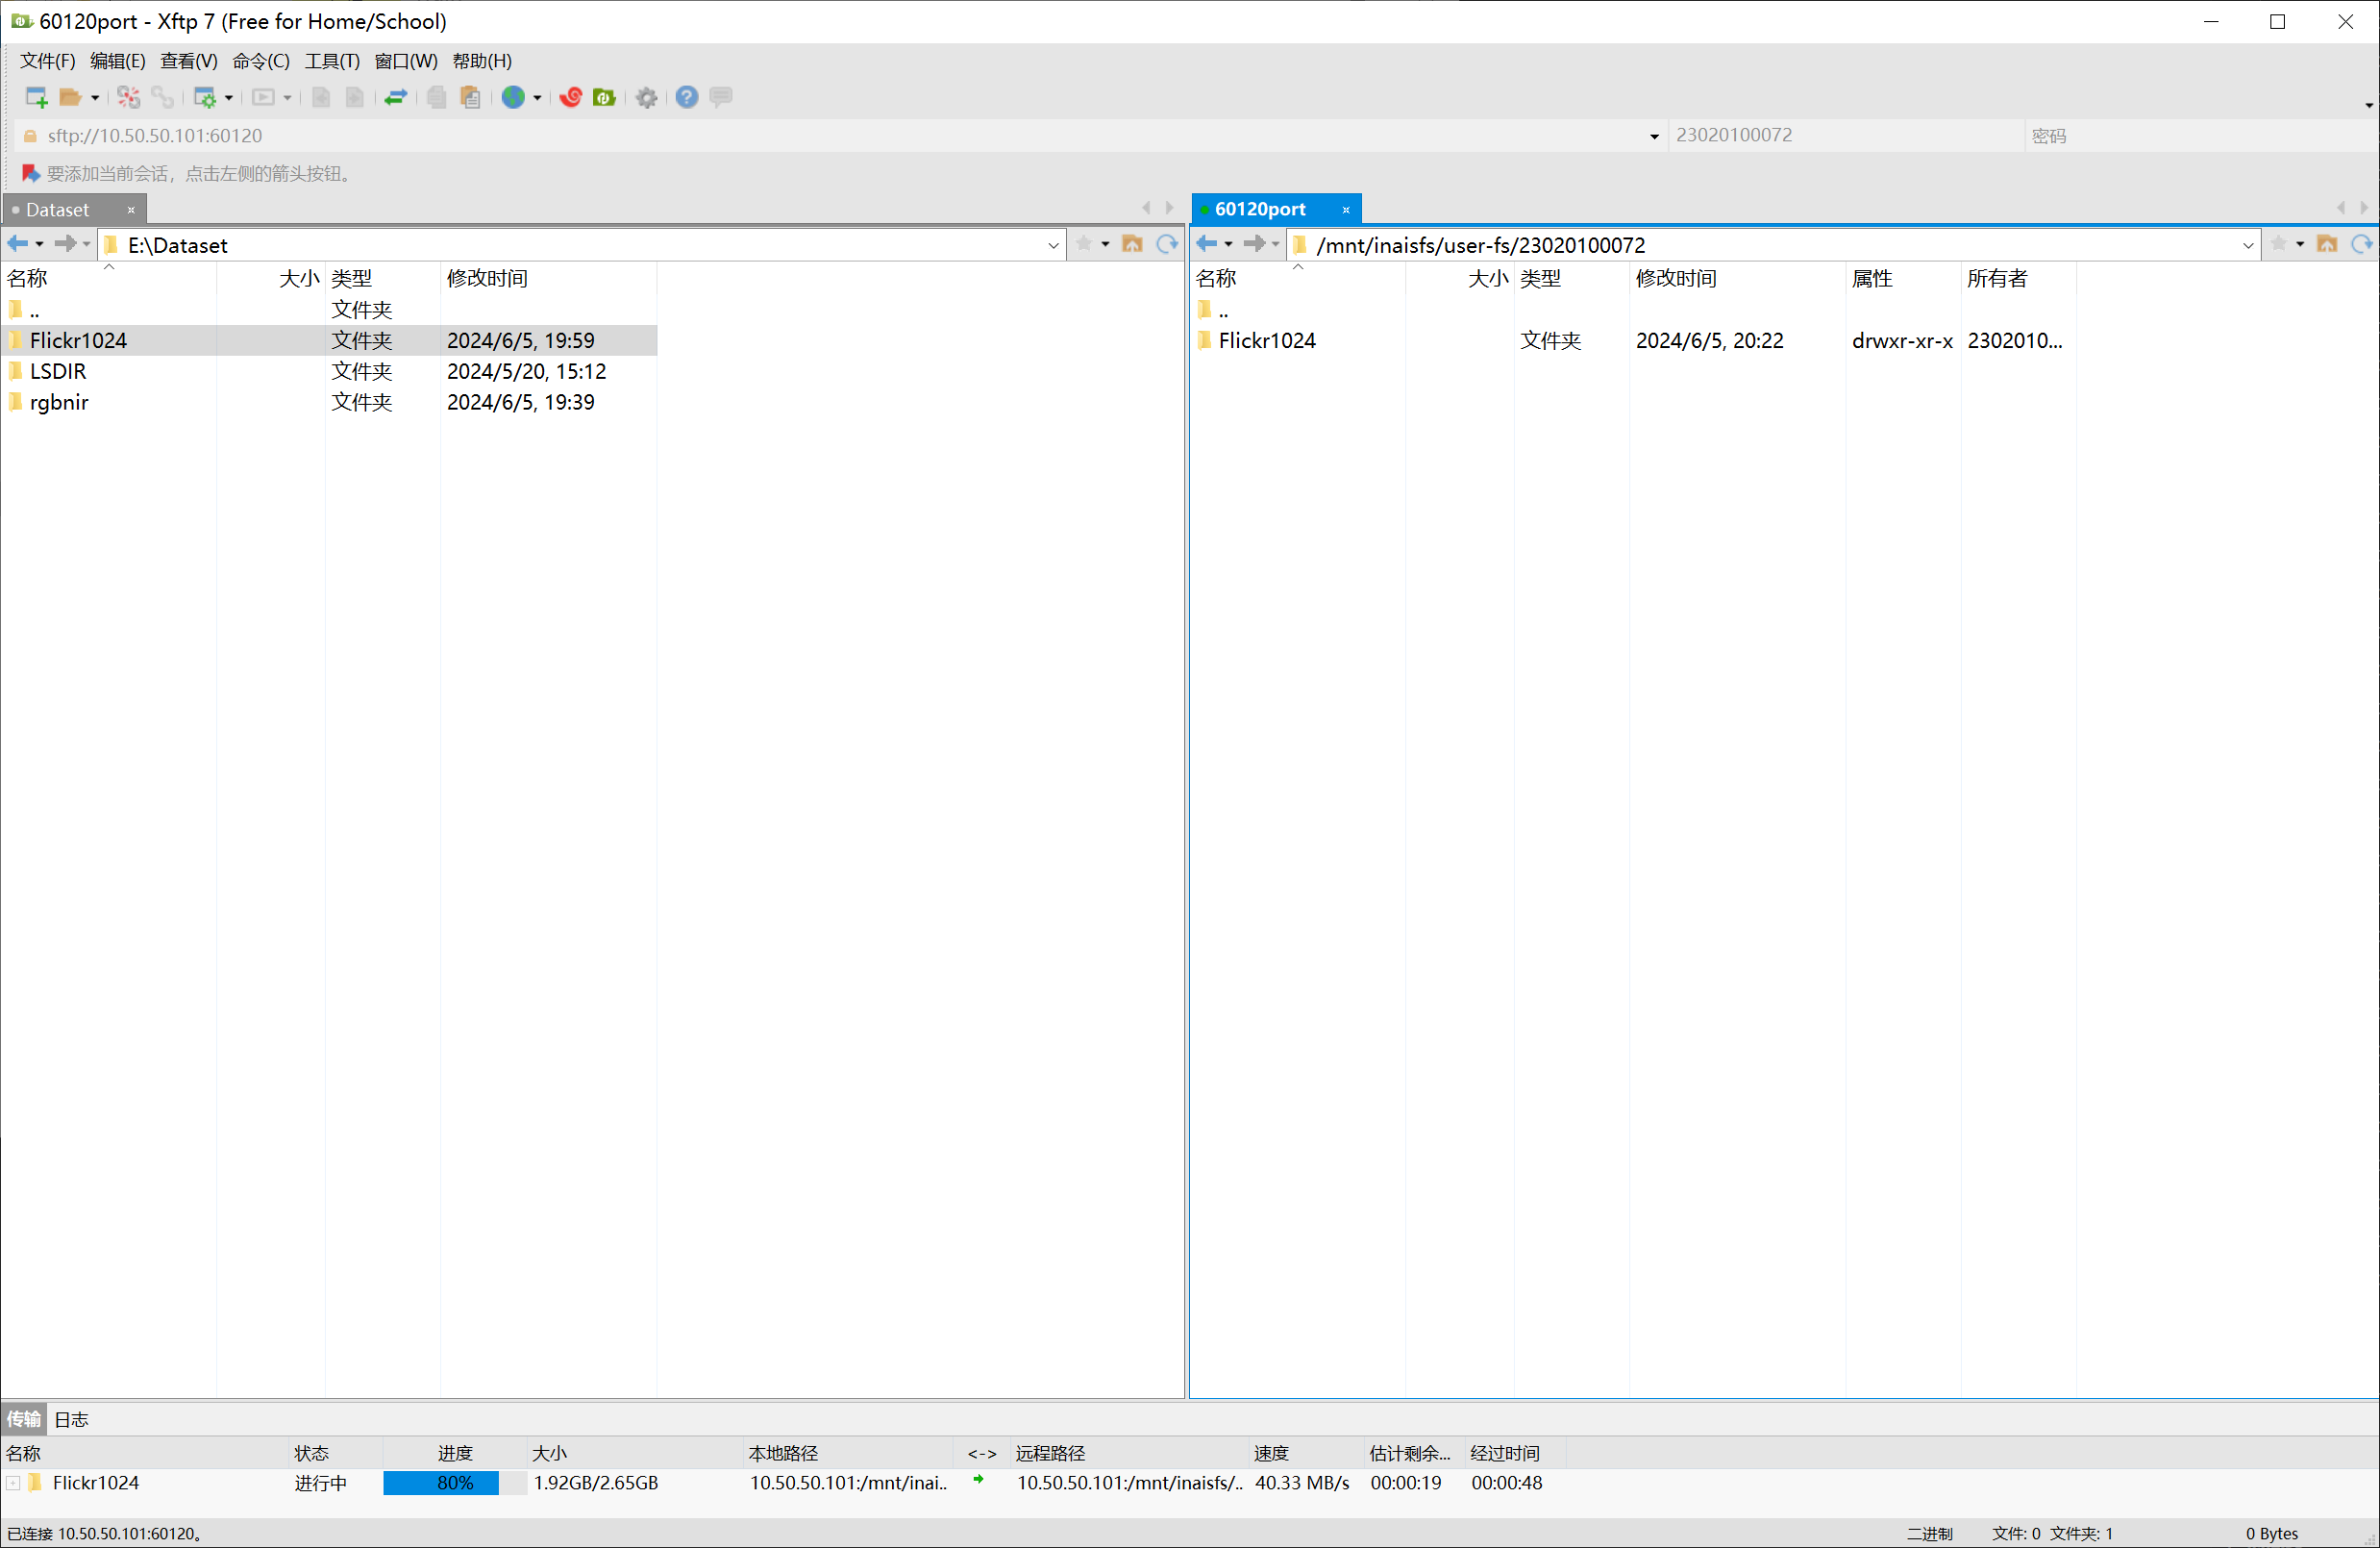 60120port - Xftp 7 (Free for Home/School)
文件(F) 编辑(E) 查看(V) 命令(C) 工具(T) 窗口(W) 帮助(H)
sftp://10.50.50.101:60120 23020100072 密码
要添加当前会话，点击左侧的箭头按钮。
Dataset
E:\Dataset
名称 大小 类型 修改时间
.. 文件夹
Flickr1024 文件夹 2024/6/5, 19:59
LSDIR 文件夹 2024/5/20, 15:12
rgbnir 文件夹 2024/6/5, 19:39
60120port
/mnt/inaisfs/user-fs/23020100072
名称 大小 类型 修改时间 属性 所有者
..
Flickr1024 文件夹 2024/6/5, 20:22 drwxr-xr-x 2302010...
传输 日志
名称 状态 进度 大小 本地路径 <-> 远程路径 速度 估计剩余... 经过时间
Flickr1024 进行中 80% 1.92GB/2.65GB 10.50.50.101:/mnt/inai.. 10.50.50.101:/mnt/inaisfs/.. 40.33 MB/s 00:00:19 00:00:48
已连接 10.50.50.101:60120。 二进制 文件: 0 文件夹: 1 0 Bytes